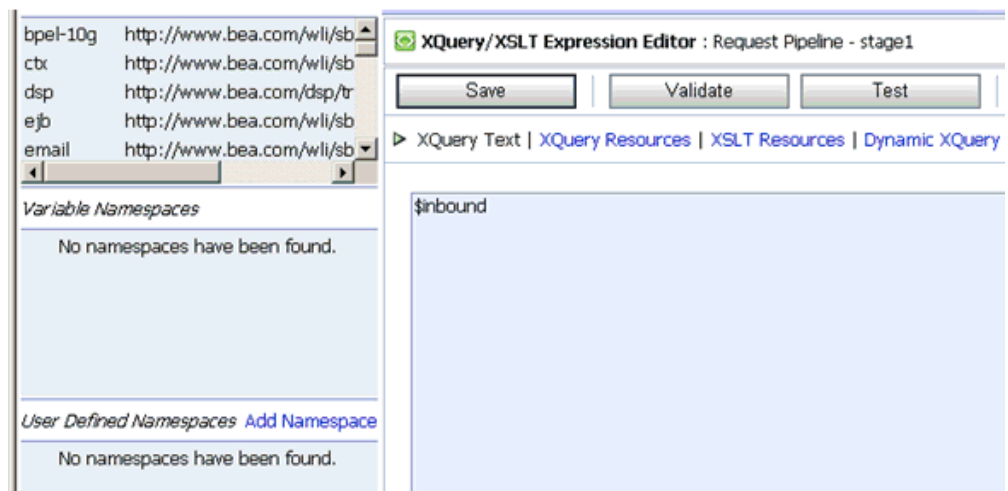 bpel-10g http://www.bea.com/wli/sb
ctx http://www.bea.com/wli/sb
dsp http://www.bea.com/dsp/tr
ejb http://www.bea.com/wli/sb
email http://www.bea.com/wli/sb
Variable Namespaces
No namespaces have been found.
User Defined Namespaces Add Namespace
No namespaces have been found.
XQuery/XSLT Expression Editor : Request Pipeline - stage1
Save Validate Test
XQuery Text | XQuery Resources | XSLT Resources | Dynamic XQuery
$inbound